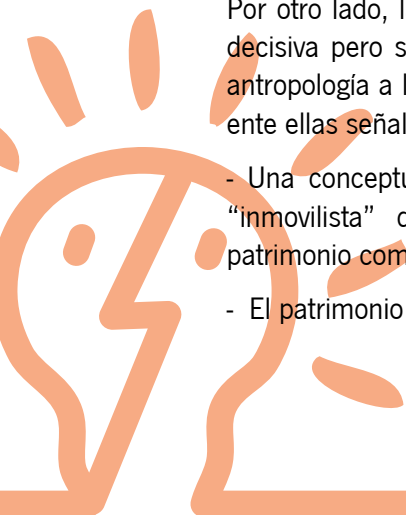 Por otro lado, l
decisiva pero s
antropología a l
ente ellas señal
- Una conceptu
“inmovilista” d
patrimonio com
- El patrimonio